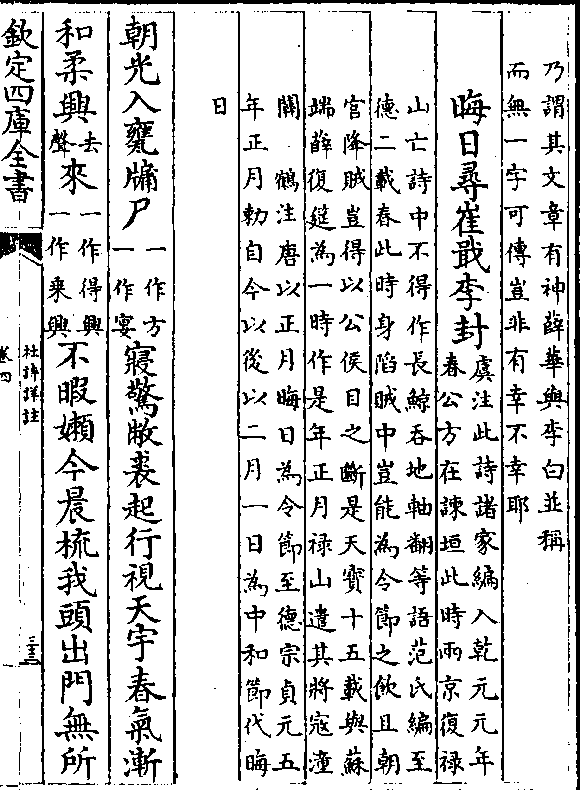 乃謂其文章有神薛華與李白並稱
而無一字可傳豈非有幸不幸耶
晦日尋崔戢李封
虞注此詩諸家編入乾元元年
春公方在諫垣此時兩京復禄
山亡詩中不得作長鯨吞地軸翻等語范氏編至
德二載春此時身陷賊中豈能為令節之飲且朝
宫降賊豈得以公侯目之斷是天寶十五載與蘇
端薛復筵為一時作是年正月禄山遣其將寇潼
關 鶴注唐以正月晦日為令節至德宗貞元五
年正月勅自今以後以二月一日為中和節代晦
日
朝光入甕牖尸一作方一作宴寢驚敝裘起行視天宇春氣漸
和柔興去聲來一作得興一作乗興不暇嬾今晨梳我頭出門無所
欽定四庫全書
杜詩詳註
卷四
三十三